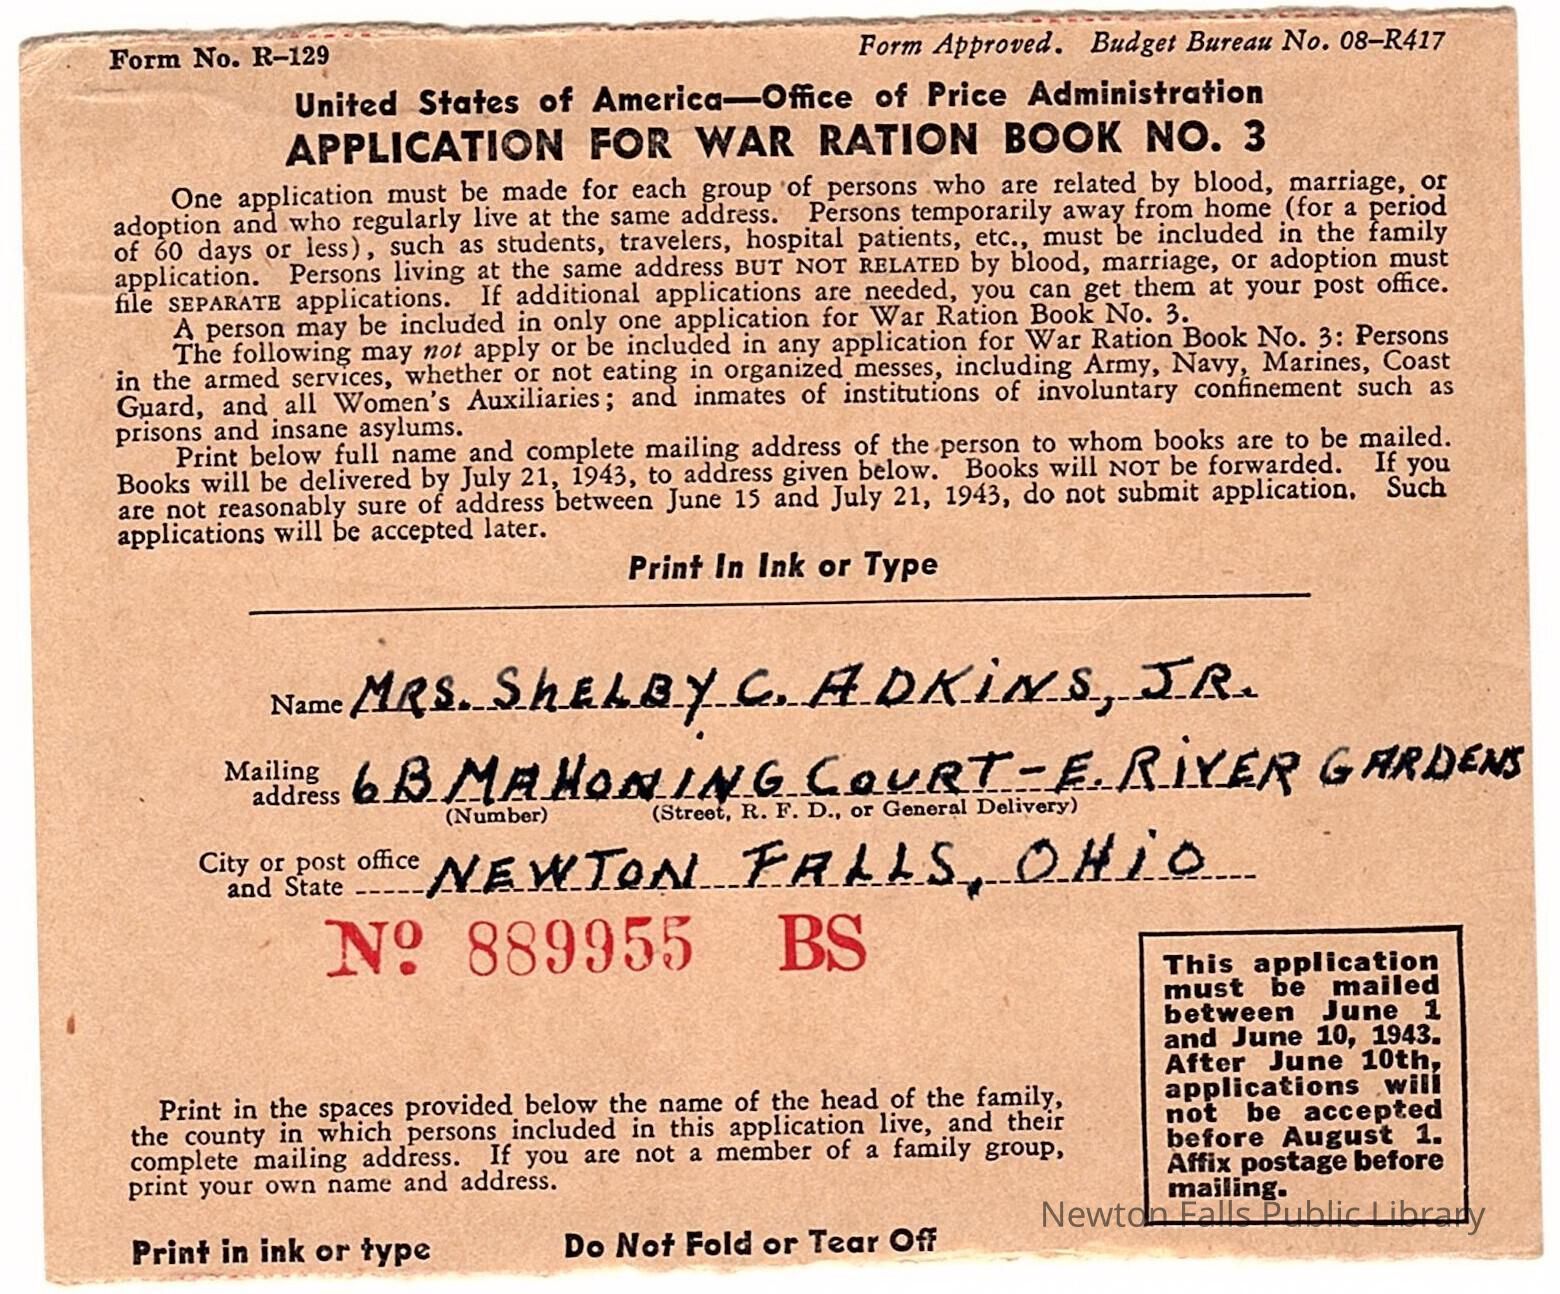 Form No. R–129
Form Approved. Budget Bureau No. 08–R417
United States of America—Office of Price Administration
APPLICATION FOR WAR RATION BOOK NO. 3
One application must be made for each group of persons who are related by blood, marriage, or
adoption and who regularly live at the same address. Persons temporarily away from home (for a period
of 60 days or less), such as students, travelers, hospital patients, etc., must be included in the family
application. Persons living at the same address BUT NOT RELATED by blood, marriage, or adoption must
file SEPARATE applications. If additional applications are needed, you can get them at your post office.
A person may be included in only one application for War Ration Book No. 3.
The following may not apply or be included in any application for War Ration Book No. 3: Persons
in the armed services, whether or not eating in organized messes, including Army, Navy, Marines, Coast
Guard, and all Women's Auxiliaries; and inmates of institutions of involuntary confinement such as
prisons and insane asylums.
Print below full name and complete mailing address of the person to whom books are to be mailed.
Books will be delivered by July 21, 1943, to address given below. Books will NOT be forwarded. If you
are not reasonably sure of address between June 15 and July 21, 1943, do not submit application. Such
applications will be accepted later.
Print In Ink or Type
Name MRS. ShELBY C. ADKiNS, JR.
Mailing
address 6B MAHONING COURT – E. RiVER GARDENS
(Number) (Street, R. F. D., or General Delivery)
City or post office
and State NEWTON FALLS, OHiO
No 889955 BS
This application
must be mailed
between June 1
and June 10, 1943.
After June 10th,
applications will
not be accepted
before August 1.
Affix postage before
mailing.
Print in the spaces provided below the name of the head of the family,
the county in which persons included in this application live, and their
complete mailing address. If you are not a member of a family group,
print your own name and address.
Newton Falls Public Library
Print in ink or type Do Not Fold or Tear Off